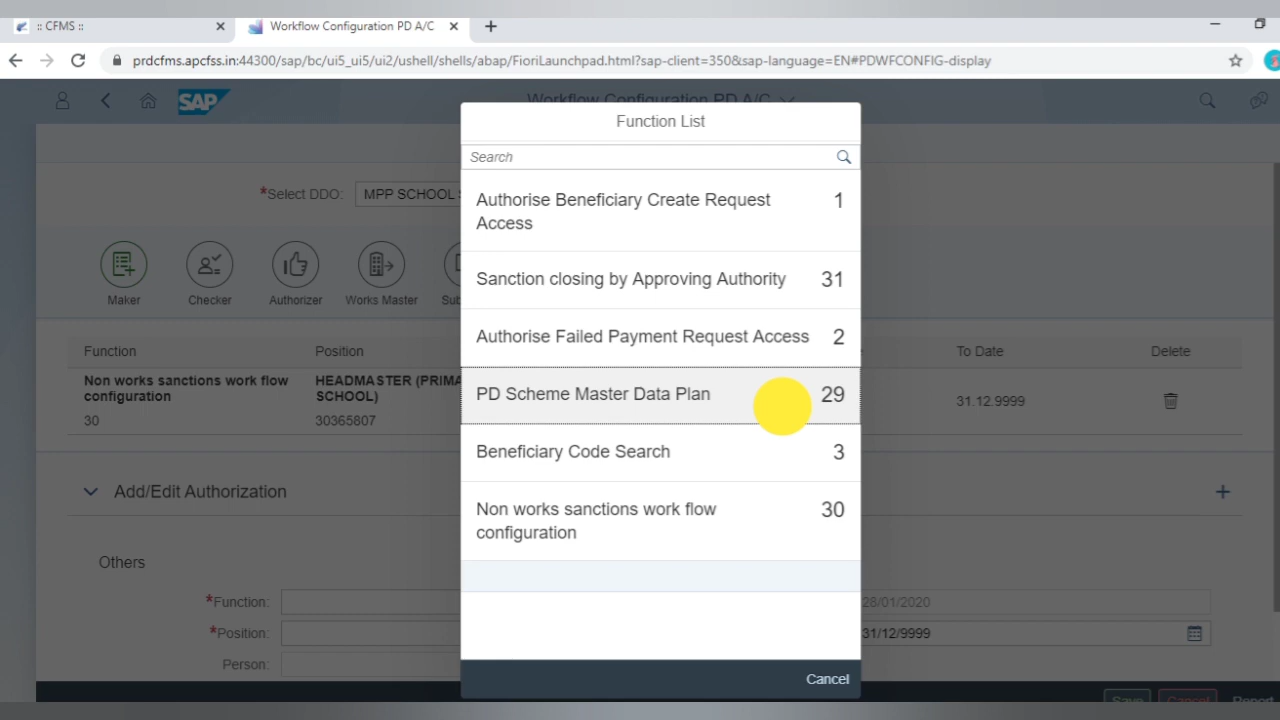 :: CFMS ::
Workflow Configuration PD A/C
prdcfms.apcfss.in:44300/sap/bc/ui5_ui5/ui2/ushell/shells/abap/FioriLaunchpad.html?sap-client=350&sap-language=EN#PDWFCONFIG-display
SAP
Workflow Configuration PD A/C
Function List
Search
*Select DDO: MPP SCHOOL
Authorise Beneficiary Create Request
Access
1
Sanction closing by Approving Authority 31
Authorise Failed Payment Request Access 2
PD Scheme Master Data Plan 29
Beneficiary Code Search 3
Non works sanctions work flow
configuration
30
Cancel
Maker
Checker
Authorizer
Works Master
Function
Position
To Date
Delete
Non works sanctions work flow
configuration
30
HEADMASTER (PRIMA
SCHOOL)
30365807
31.12.9999
Add/Edit Authorization
Others
*Function:
28/01/2020
*Position:
31/12/9999
Person:
Save
Cancel
Report